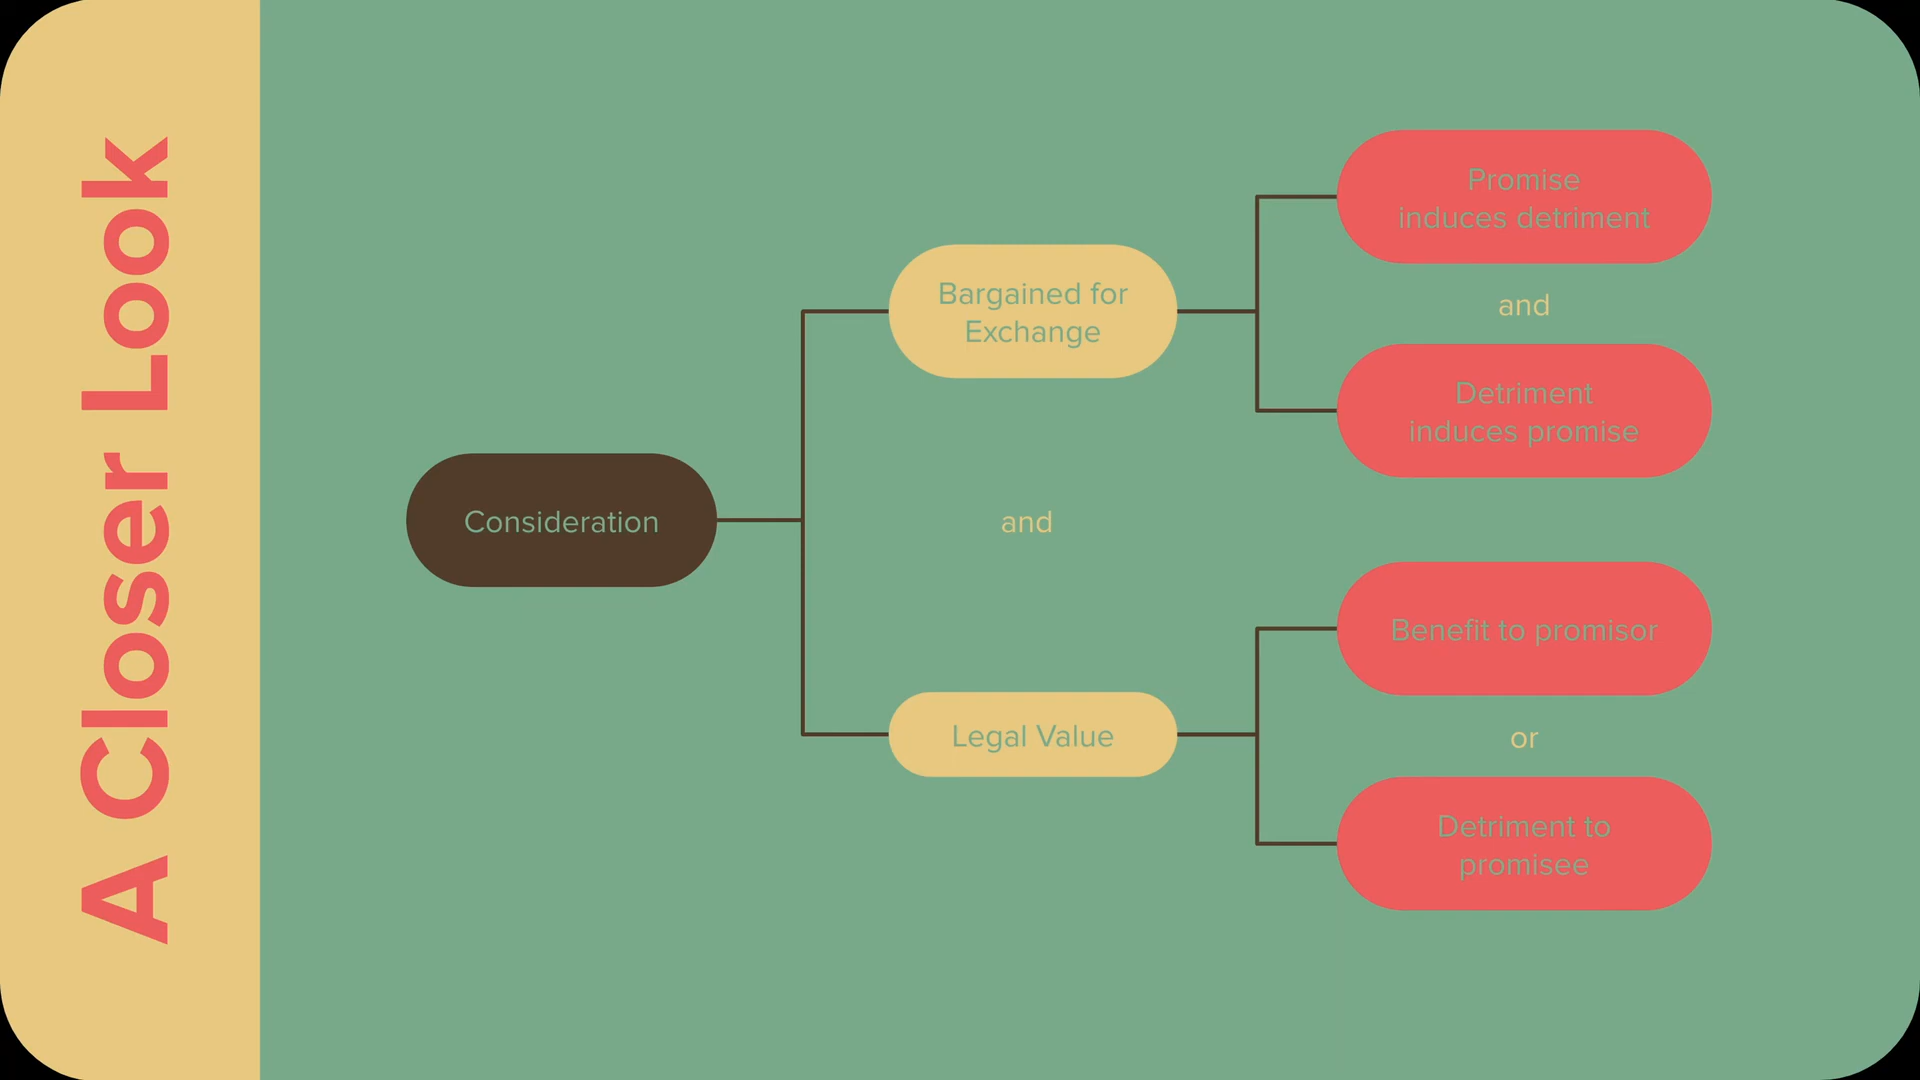 A Closer Look
Consideration
and
Bargained for
Exchange
Legal Value
Promise
induces detriment
and
Detriment
induces promise
Benefit to promisor
or
Detriment to
promisee